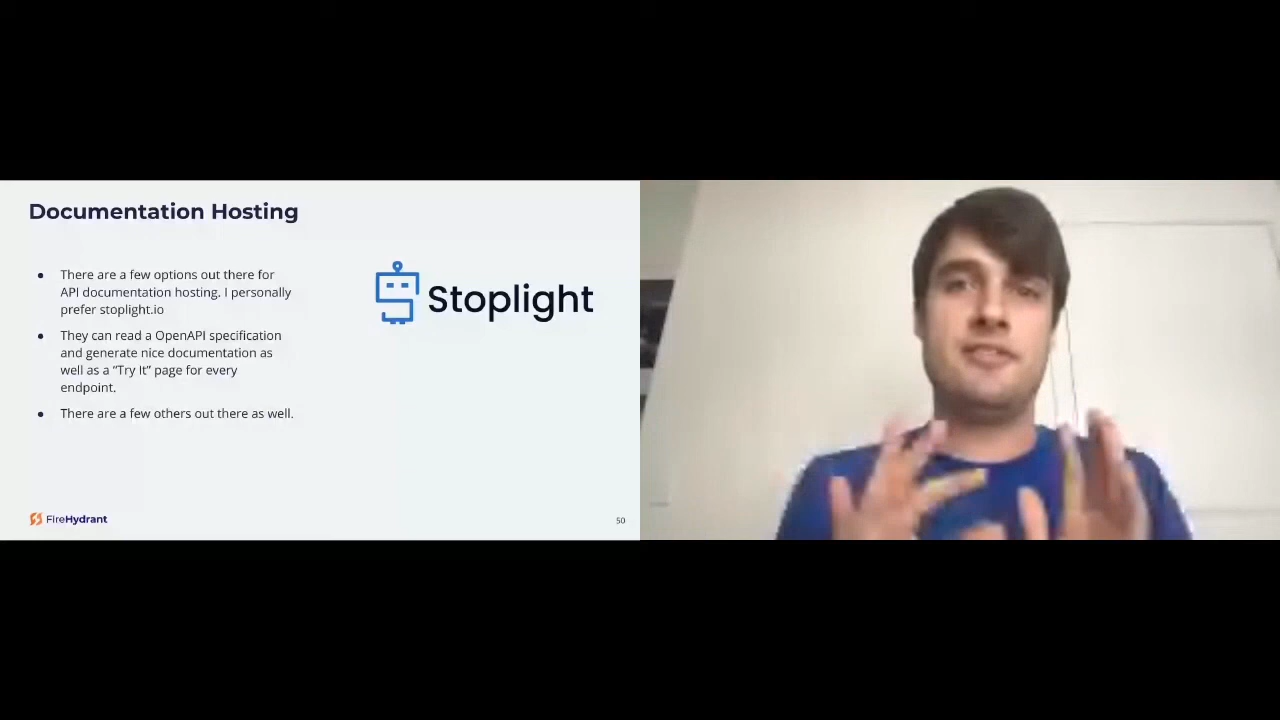 Documentation Hosting
There are a few options out there for
API documentation hosting. I personally
prefer stoplight.io
They can read a OpenAPI specification
and generate nice documentation as
well as a “Try It” page for every
endpoint.
There are a few others out there as well.
Stoplight
FireHydrant
50